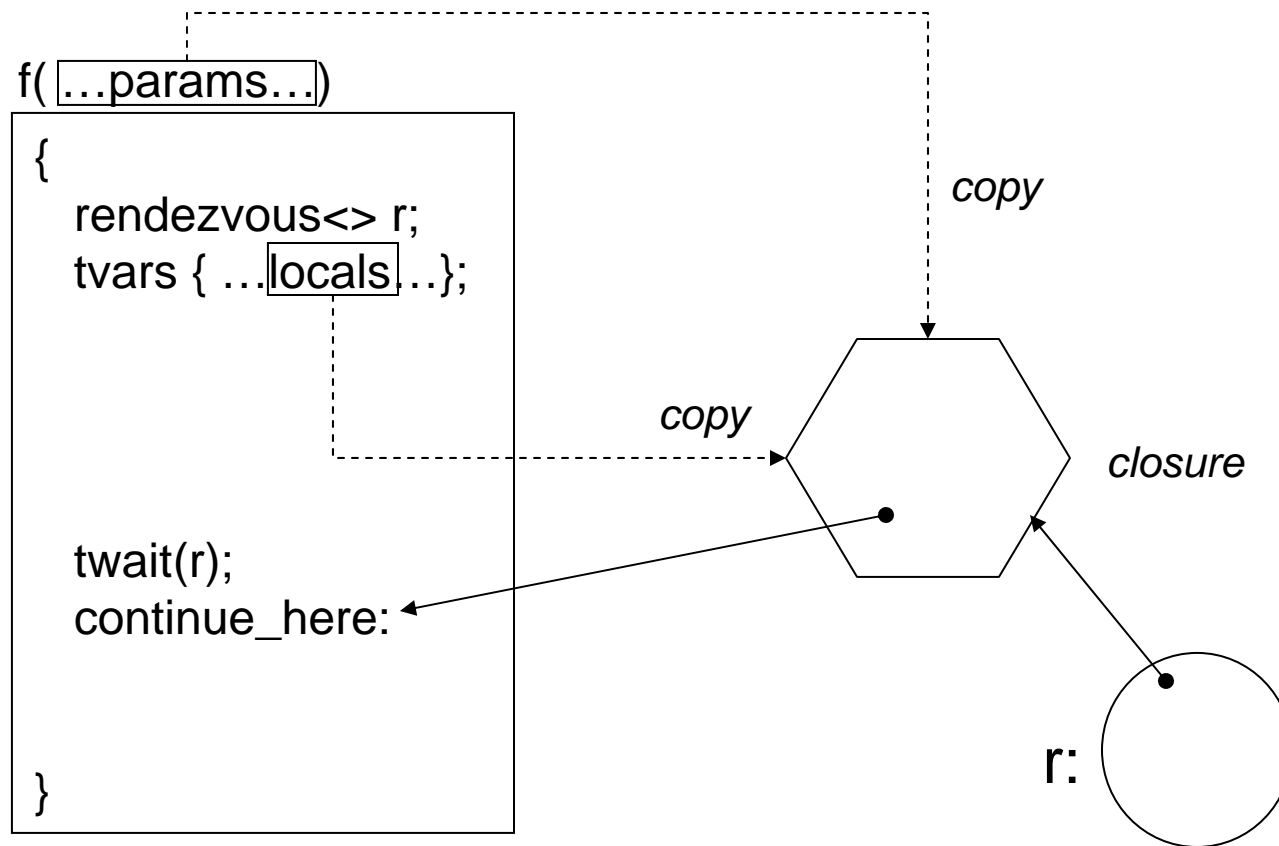 f( …params…)
{
rendezvous<> r;
tvars { …locals…};
twait(r);
continue_here:
}
copy
copy
closure
r: